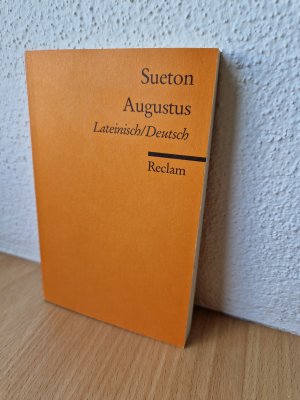 Sueton
Augustus
Lateinisch/Deutsch
Reclam